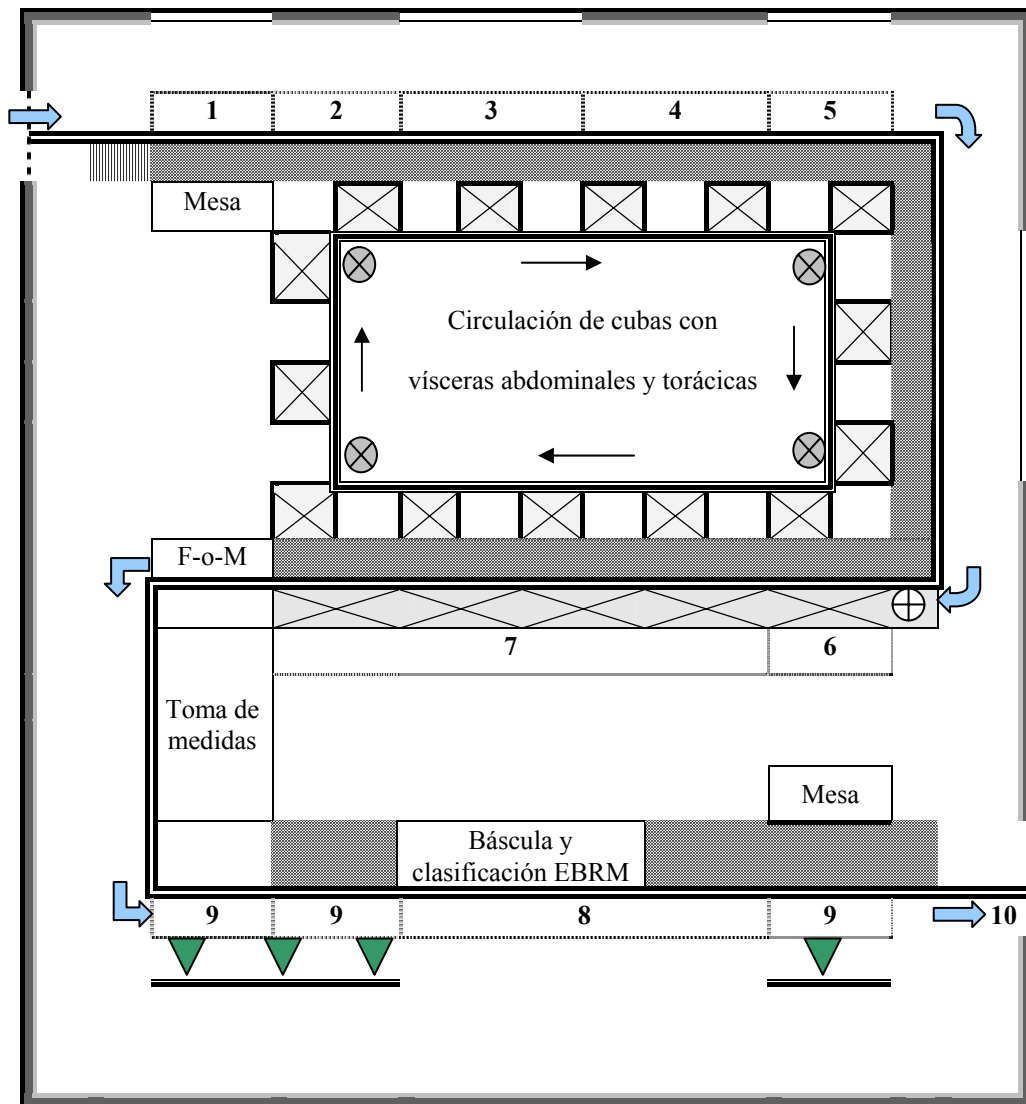 1 2 3 4 5
Mesa
Circulación de cubas con
vísceras abdominales y torácicas
F-o-M
7 6
Toma de
medidas
Mesa
Báscula y
clasificación EBRM
9 9 8 9 10